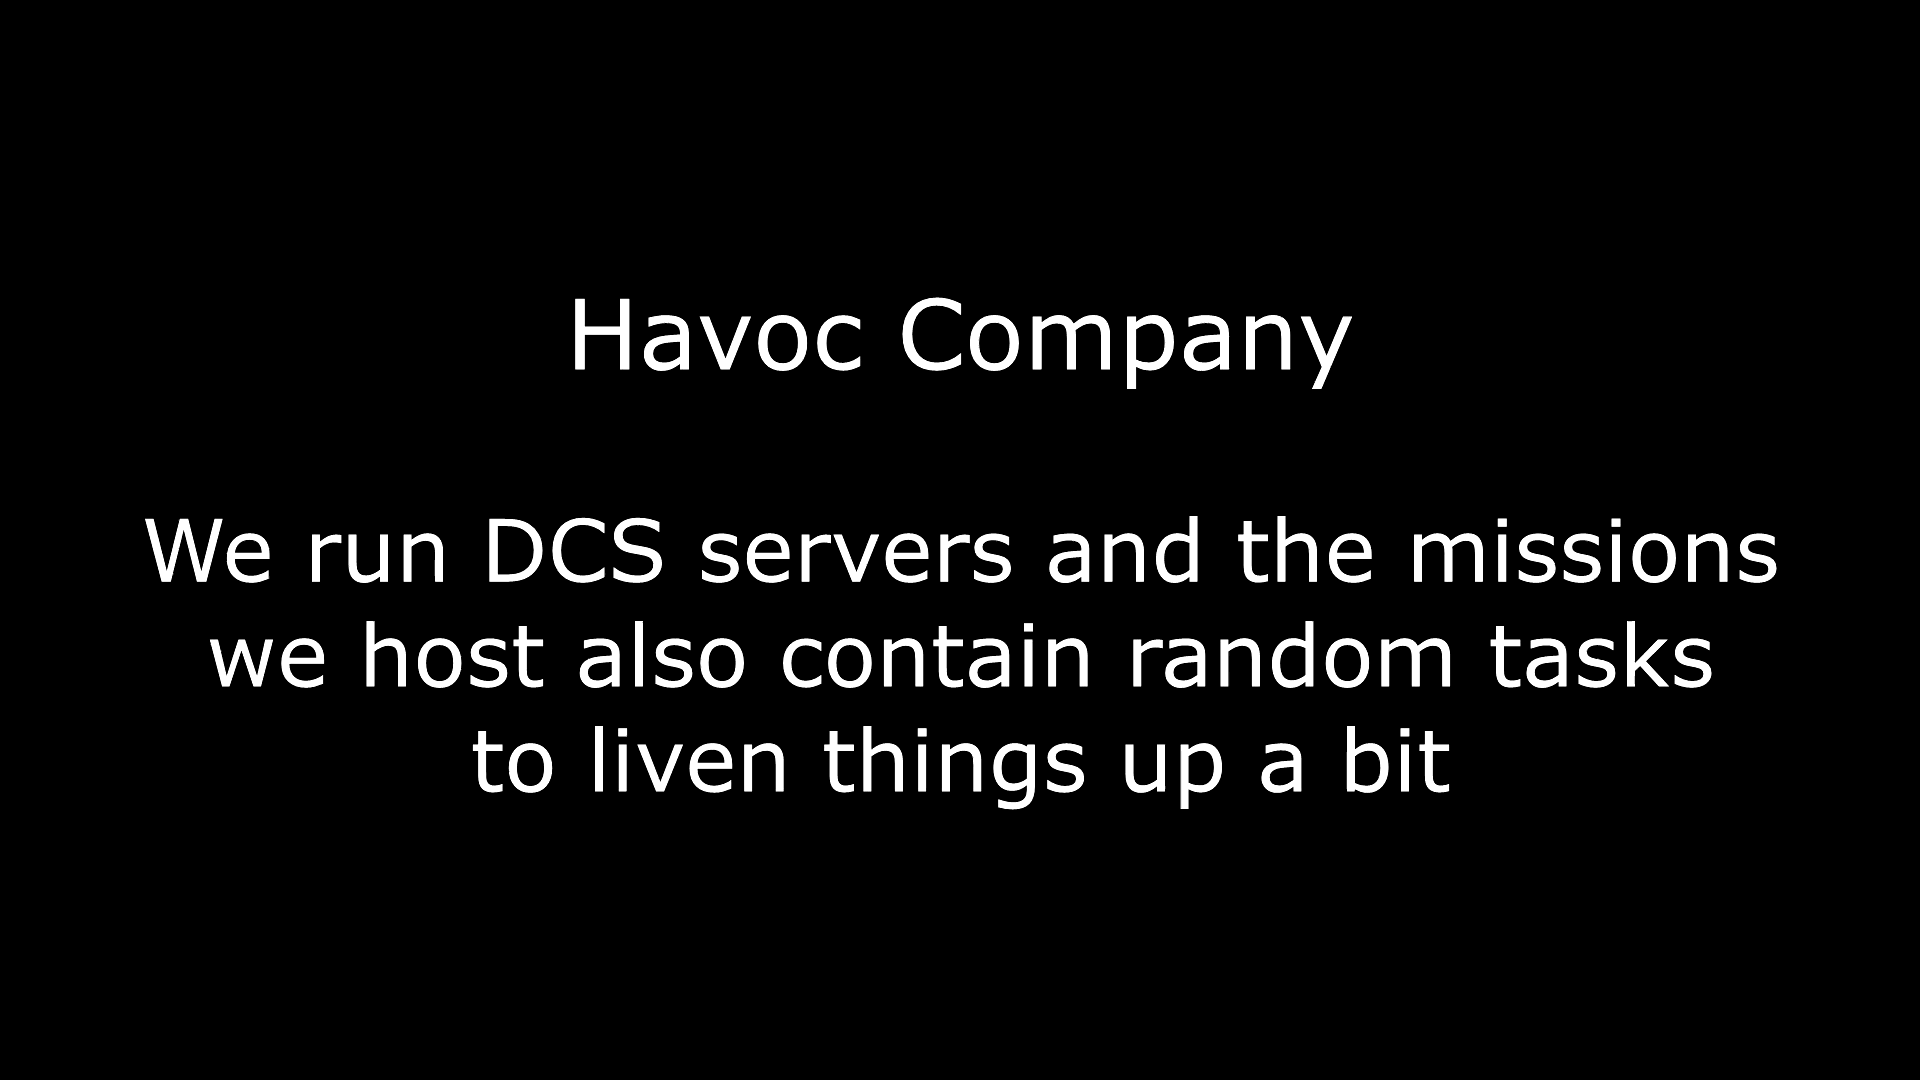 Havoc Company
We run DCS servers and the missions
we host also contain random tasks
to liven things up a bit